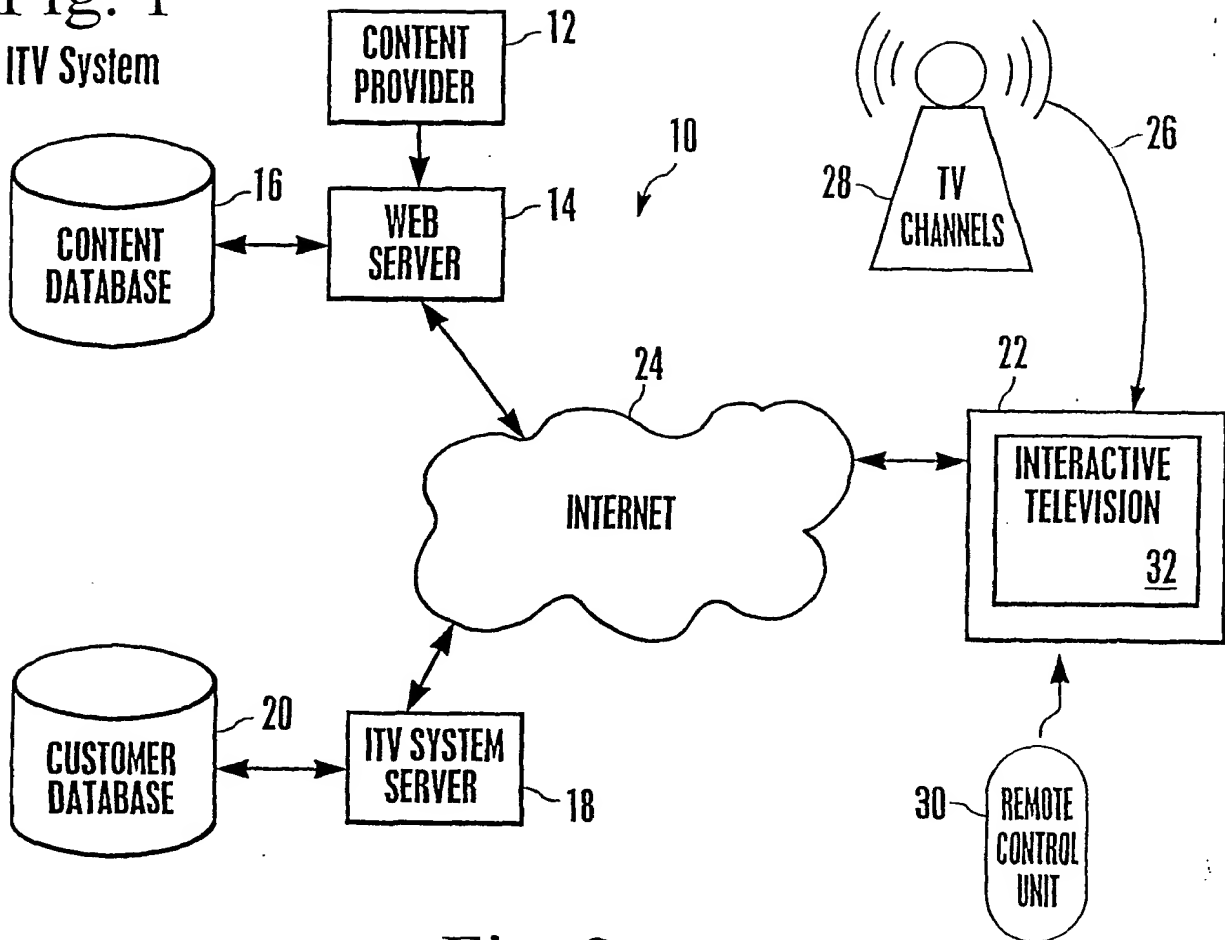 Fig. 1
ITV System
CONTENT
PROVIDER
12
10
16
CONTENT
DATABASE
WEB
SERVER
14
28
TV
CHANNELS
26
24
INTERNET
22
INTERACTIVE
TELEVISION
32
20
CUSTOMER
DATABASE
ITV SYSTEM
SERVER
18
30
REMOTE
CONTROL
UNIT